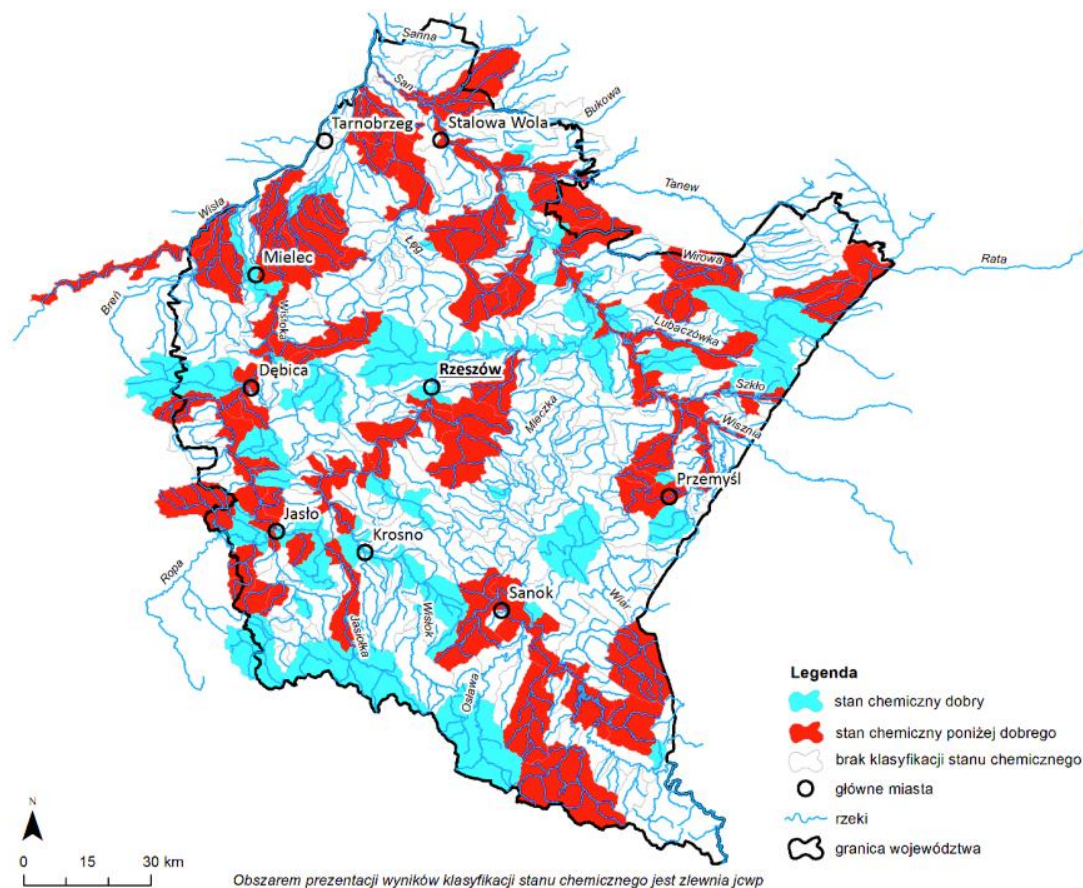 Sanna
San
Bukowa
Tarnobrzeg
Stalowa Wola
Tanew
Wisła
Łęg
Wirowa
Rata
Mielec
Breń
Wisłoka
Lubaczówka
Dębica
Rzeszów
Szkło
Mleczka
Wisznia
Przemyśl
Jasło
Krosno
Ropa
Sanok
Wiar
Jasiołka
Wisłok
Osława
Legenda
stan chemiczny dobry
stan chemiczny poniżej dobrego
brak klasyfikacji stanu chemicznego
główne miasta
rzeki
granica województwa
N
0 15 30 km
Obszarem prezentacji wyników klasyfikacji stanu chemicznego jest zlewnia jcwp